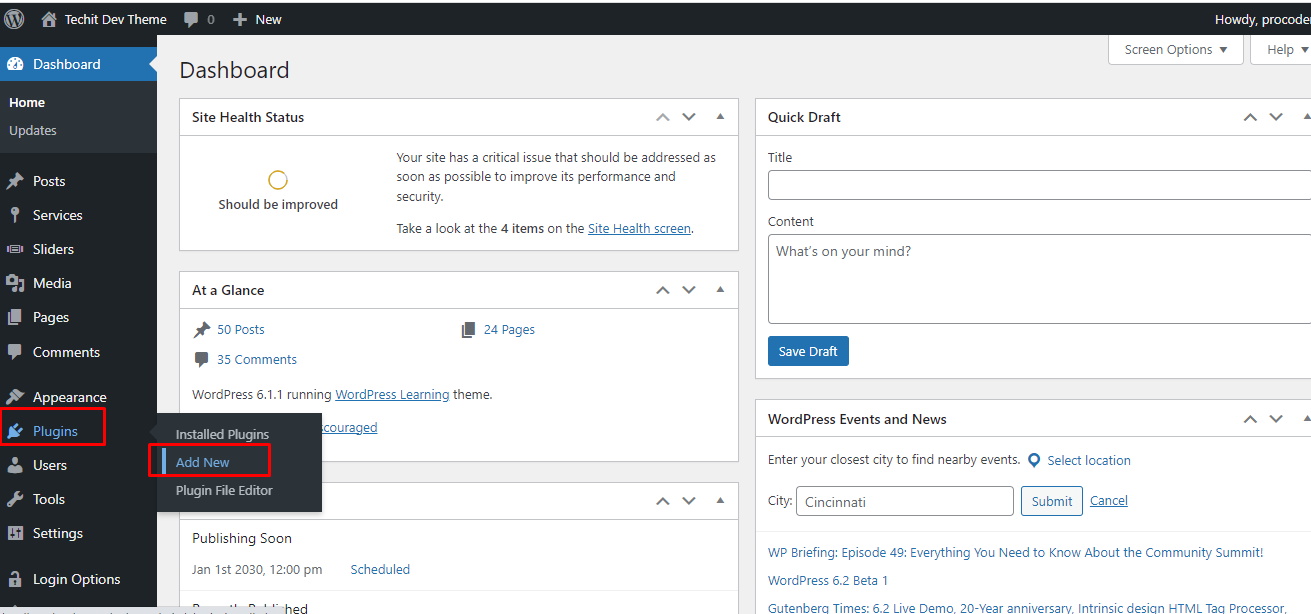 Techit Dev Theme 0 New Howdy, procoder
Screen Options Help
Dashboard
Home
Updates
Posts
Services
Sliders
Media
Pages
Comments
Appearance
Plugins
Installed Plugins
Add New
Plugin File Editor
Users
Tools
Settings
Login Options
Dashboard
Site Health Status
Should be improved
Your site has a critical issue that should be addressed as
soon as possible to improve its performance and
security.
Take a look at the 4 items on the Site Health screen.
At a Glance
50 Posts 24 Pages
35 Comments
WordPress 6.1.1 running WordPress Learning theme.
scouraged
Publishing Soon
Jan 1st 2030, 12:00 pm Scheduled
Recently Published
Quick Draft
Title
Content
What's on your mind?
Save Draft
WordPress Events and News
Enter your closest city to find nearby events. Select location
City: Cincinnati Submit Cancel
WP Briefing: Episode 49: Everything You Need to Know About the Community Summit!
WordPress 6.2 Beta 1
Gutenberg Times: 6.2 Live Demo, 20-Year anniversary, Intrinsic design HTML Tag Processor,